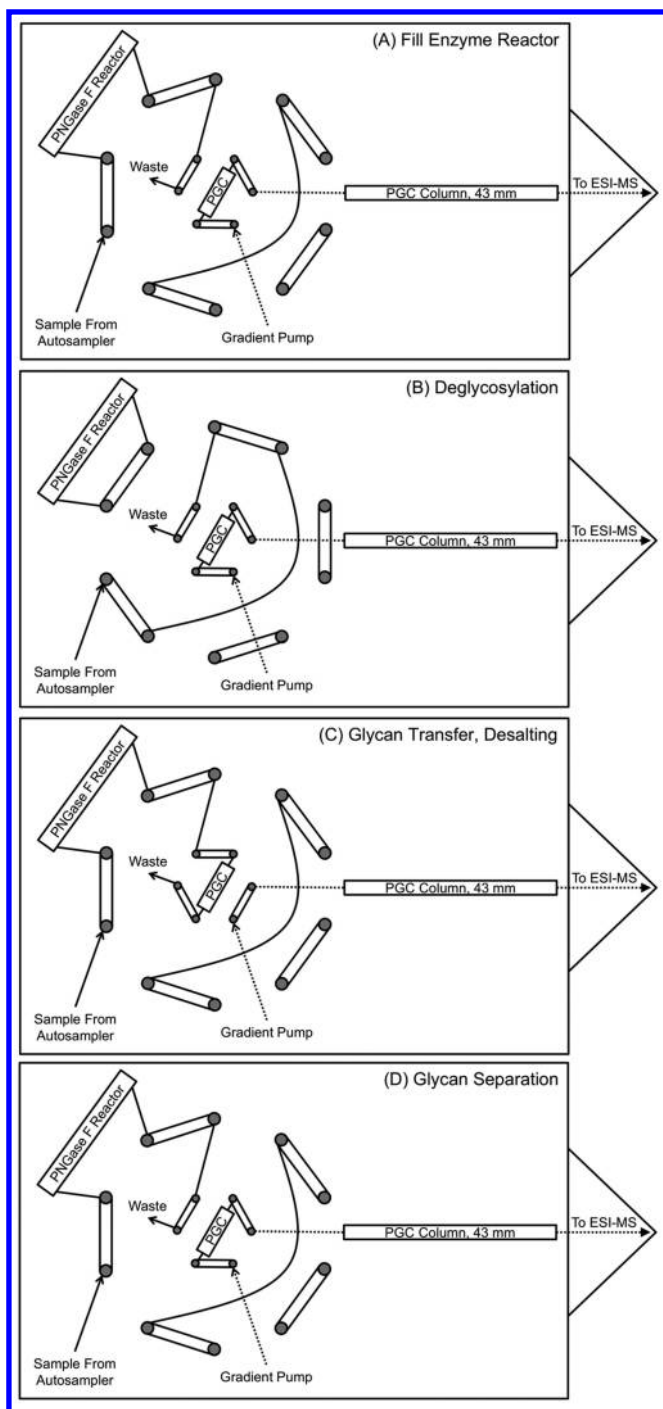 (A) Fill Enzyme Reactor
PNGase F Reactor
Waste
PGC
PGC Column, 43 mm
To ESI-MS
Sample From
Autosampler
Gradient Pump
(B) Deglycosylation
PNGase F Reactor
Waste
PGC
PGC Column, 43 mm
To ESI-MS
Sample From
Autosampler
Gradient Pump
(C) Glycan Transfer, Desalting
PNGase F Reactor
Waste
PGC
PGC Column, 43 mm
To ESI-MS
Sample From
Autosampler
Gradient Pump
(D) Glycan Separation
PNGase F Reactor
Waste
PGC
PGC Column, 43 mm
To ESI-MS
Sample From
Autosampler
Gradient Pump